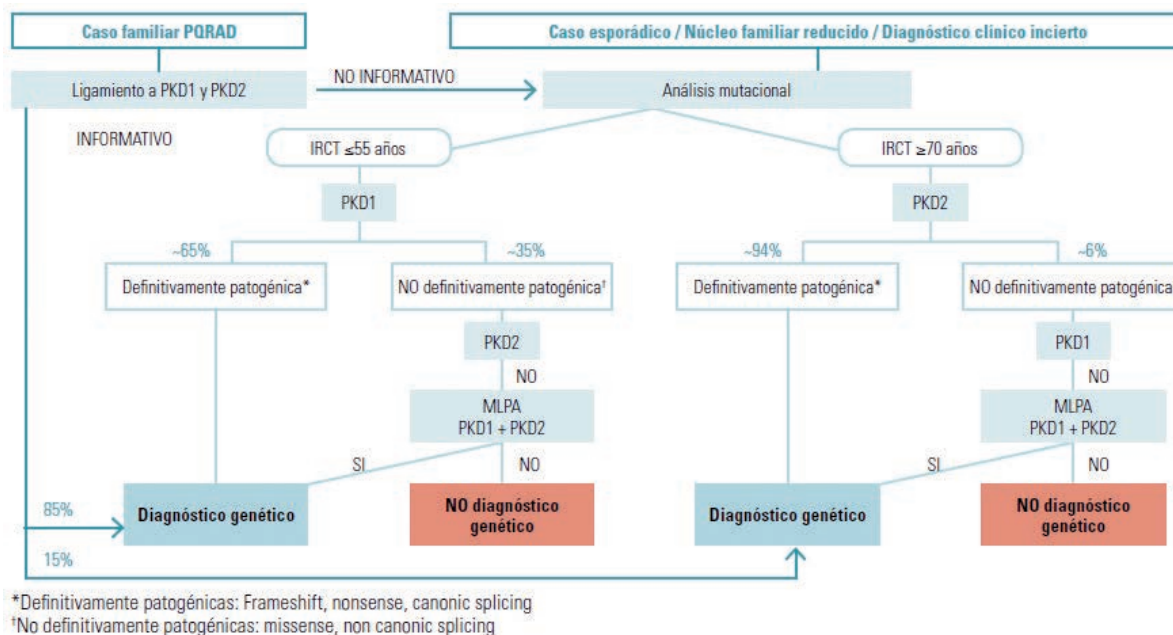 Caso familiar PQRAD
Caso esporádico / Núcleo familiar reducido / Diagnóstico clínico incierto
Ligamiento a PKD1 y PKD2
NO INFORMATIVO
Análisis mutacional
INFORMATIVO
IRCT ≤55 años
IRCT ≥70 años
PKD1
PKD2
~65%
~35%
~94%
~6%
Definitivamente patogénica*
NO definitivamente patogénica†
Definitivamente patogénica*
NO definitivamente patogénica
PKD2
PKD1
NO
NO
MLPA
PKD1 + PKD2
MLPA
PKD1 + PKD2
SI
NO
SI
NO
85%
Diagnóstico genético
NO diagnóstico
genético
Diagnóstico genético
NO diagnóstico
genético
15%
*Definitivamente patogénicas: Frameshift, nonsense, canonic splicing
†No definitivamente patogénicas: missense, non canonic splicing